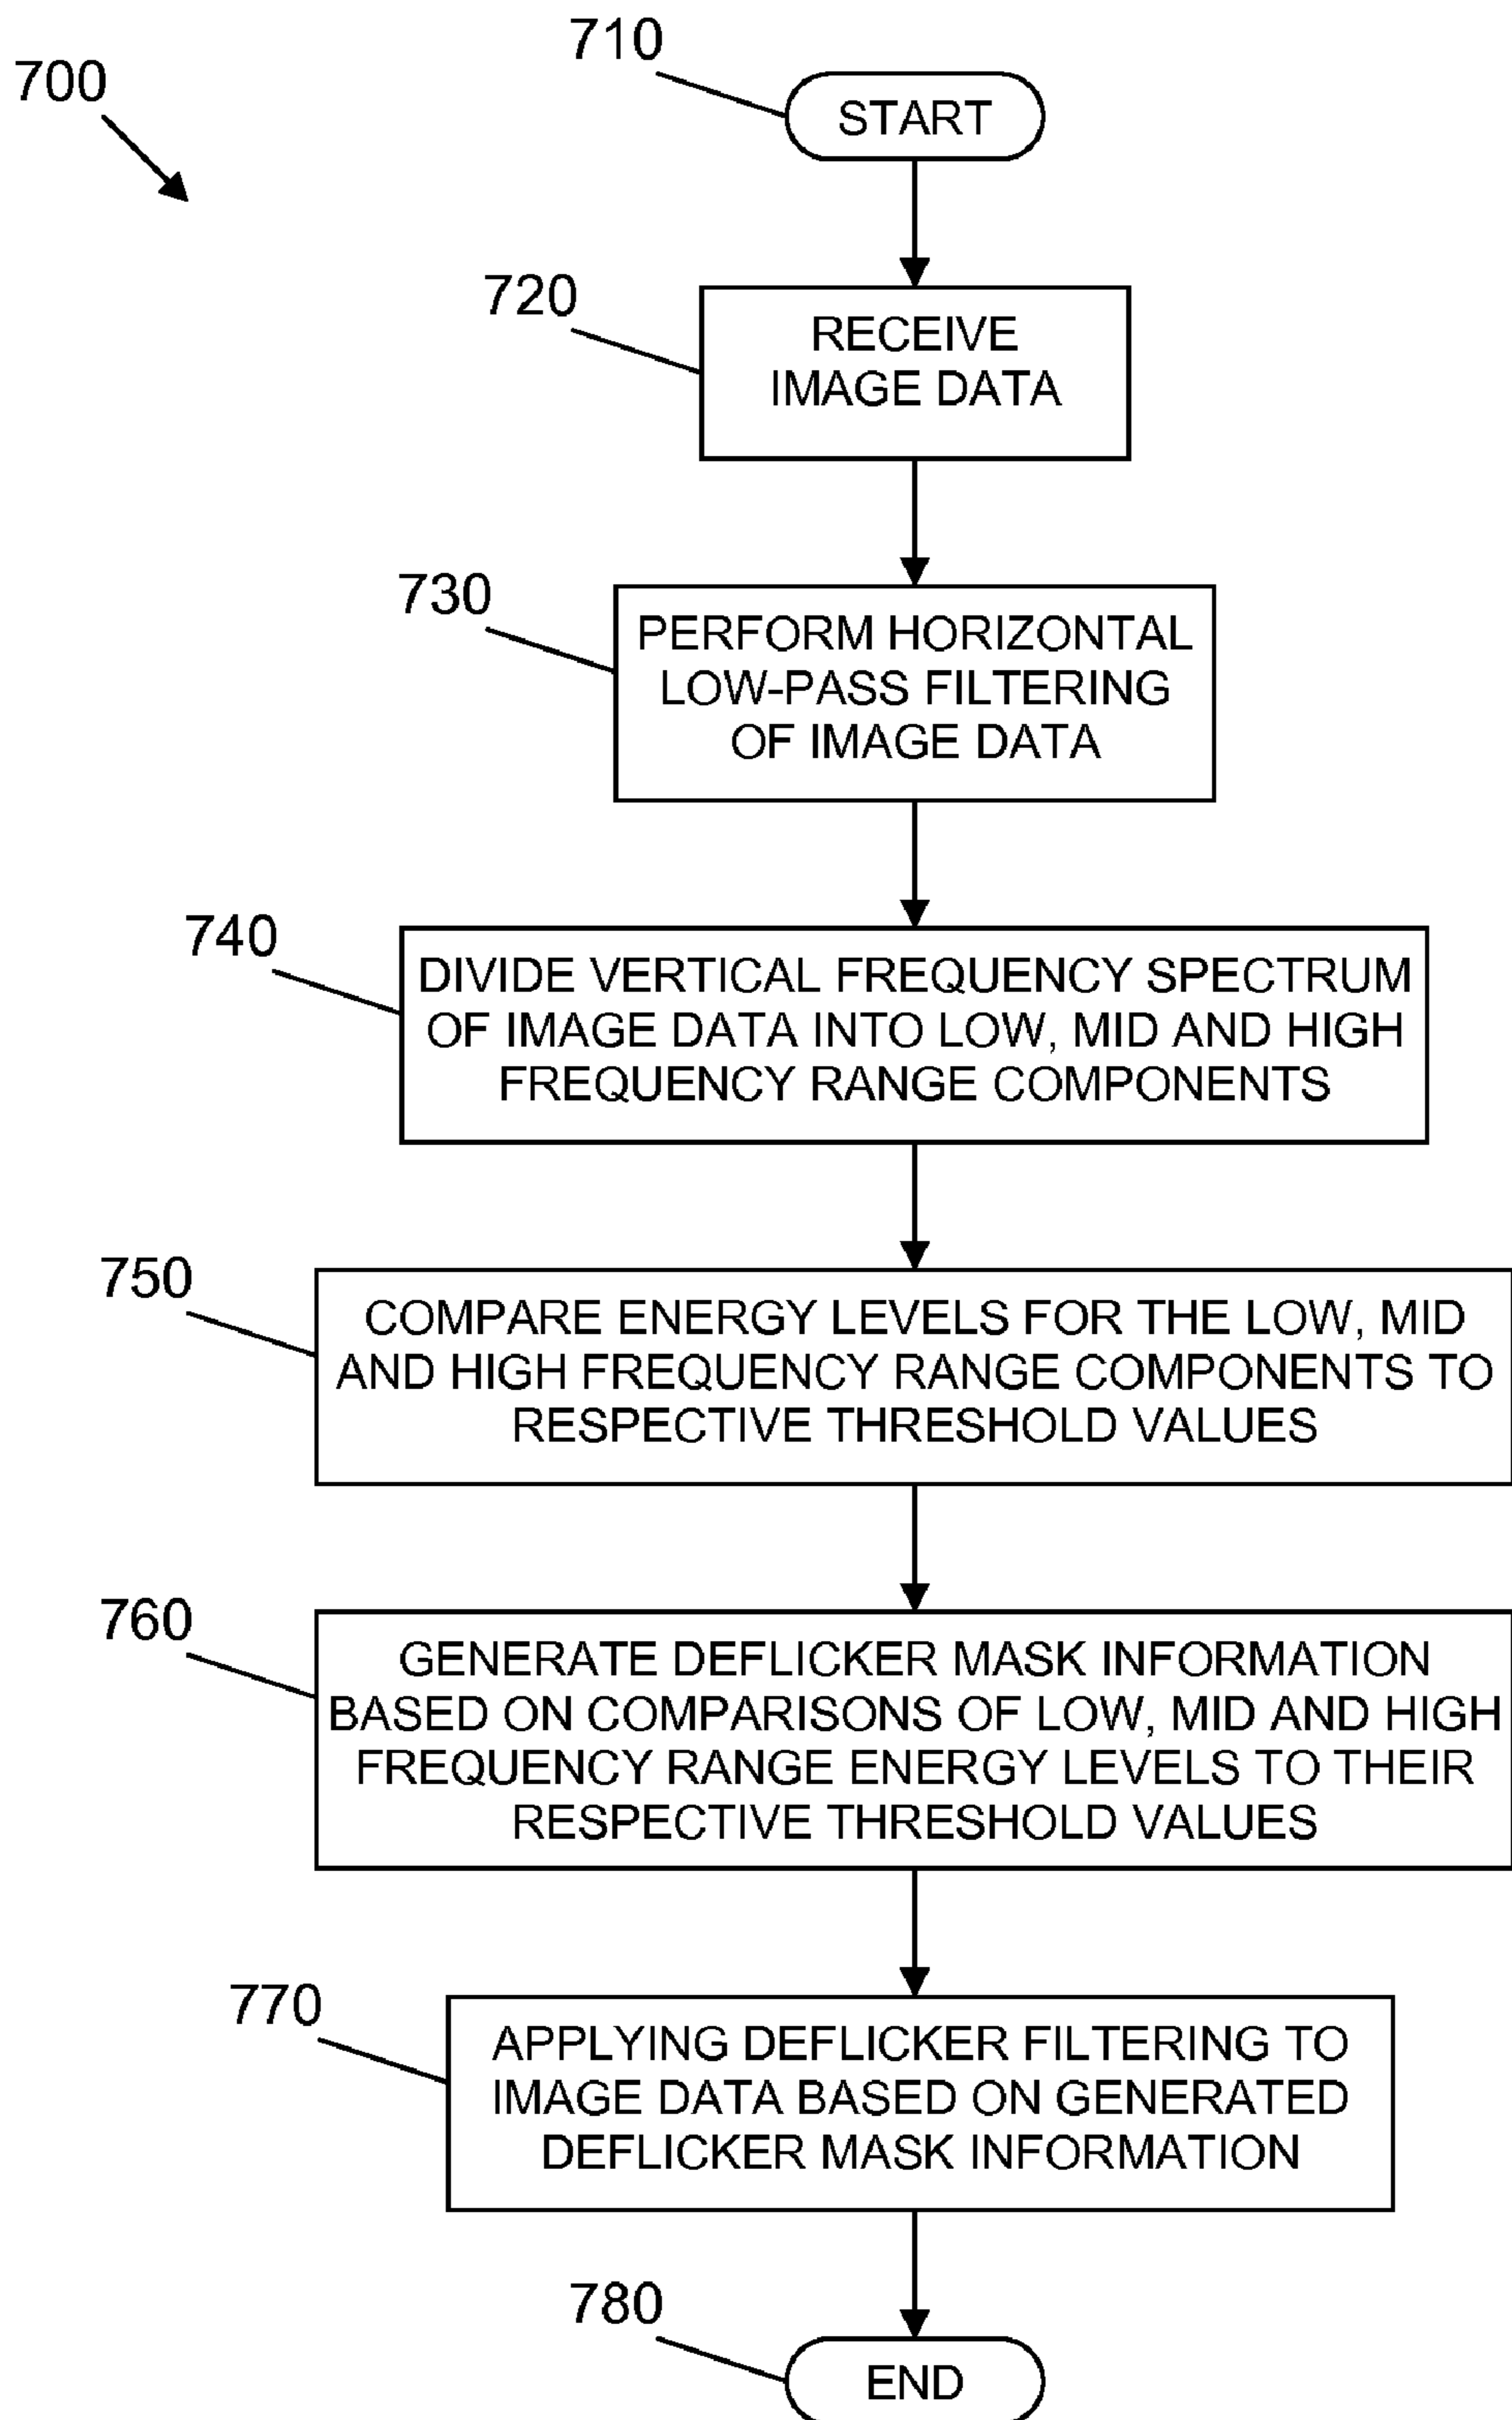 710
700
START
720
RECEIVE
IMAGE DATA
730
PERFORM HORIZONTAL
LOW-PASS FILTERING
OF IMAGE DATA
740
DIVIDE VERTICAL FREQUENCY SPECTRUM
OF IMAGE DATA INTO LOW, MID AND HIGH
FREQUENCY RANGE COMPONENTS
750
COMPARE ENERGY LEVELS FOR THE LOW, MID
AND HIGH FREQUENCY RANGE COMPONENTS TO
RESPECTIVE THRESHOLD VALUES
760
GENERATE DEFLICKER MASK INFORMATION
BASED ON COMPARISONS OF LOW, MID AND HIGH
FREQUENCY RANGE ENERGY LEVELS TO THEIR
RESPECTIVE THRESHOLD VALUES
770
APPLYING DEFLICKER FILTERING TO
IMAGE DATA BASED ON GENERATED
DEFLICKER MASK INFORMATION
780
END